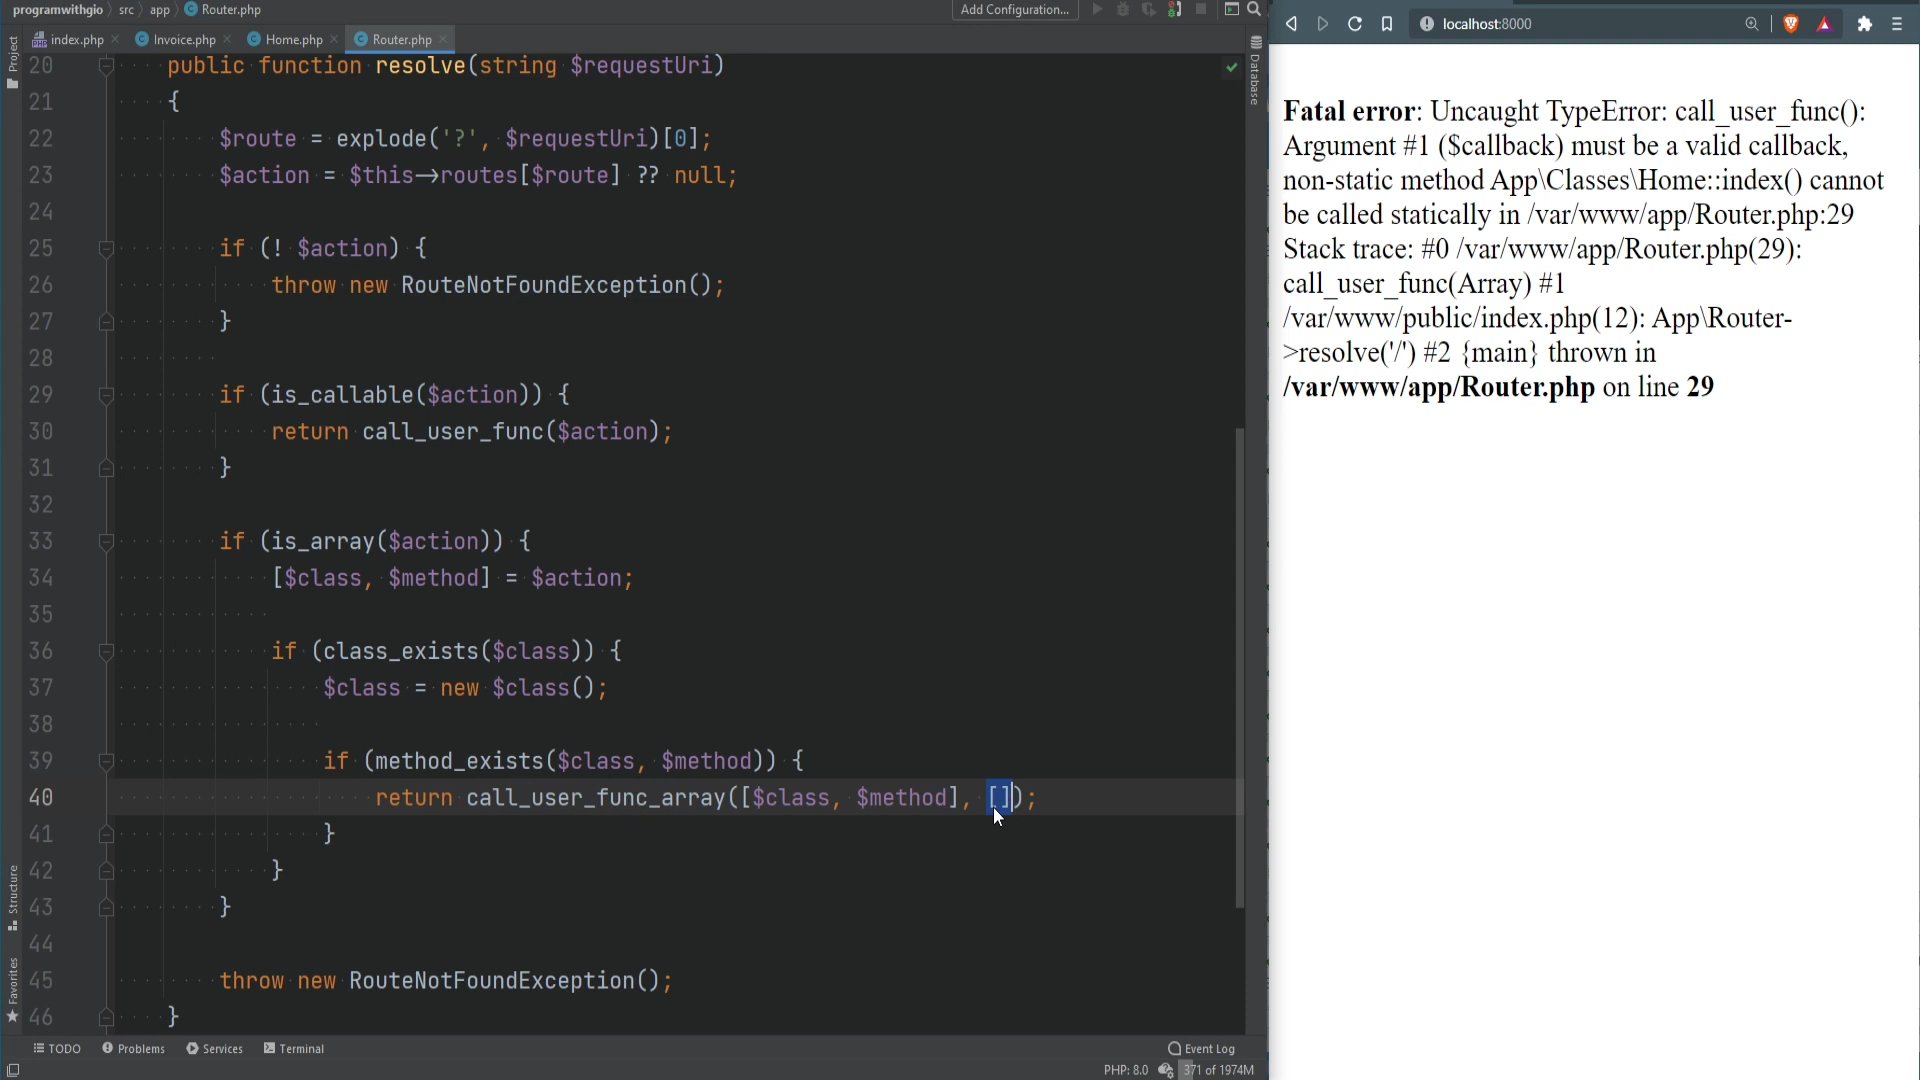 programwithgio
src
app
Router.php
Add Configuration...
index.php
Invoice.php
Home.php
Router.php
Project
Structure
Favorites
Database
20 public function resolve(string $requestUri)
21 {
22 $route = explode('?', $requestUri)[0];
23 $action = $this→routes[$route] ?? null;
24
25 if (! $action) {
26 throw new RouteNotFoundException();
27 }
28
29 if (is_callable($action)) {
30 return call_user_func($action);
31 }
32
33 if (is_array($action)) {
34 [$class, $method] = $action;
35
36 if (class_exists($class)) {
37 $class = new $class();
38
39 if (method_exists($class, $method)) {
40 return call_user_func_array([$class, $method], []);
41 }
42 }
43 }
44
45 throw new RouteNotFoundException();
46 }
TODO
Problems
Services
Terminal
Event Log
PHP: 8.0
371 of 1974M
localhost:8000
Fatal error: Uncaught TypeError: call_user_func():
Argument #1 ($callback) must be a valid callback,
non-static method App\Classes\Home::index() cannot
be called statically in /var/www/app/Router.php:29
Stack trace: #0 /var/www/app/Router.php(29):
call_user_func(Array) #1
/var/www/public/index.php(12): App\Router-
>resolve('/') #2 {main} thrown in
/var/www/app/Router.php on line 29